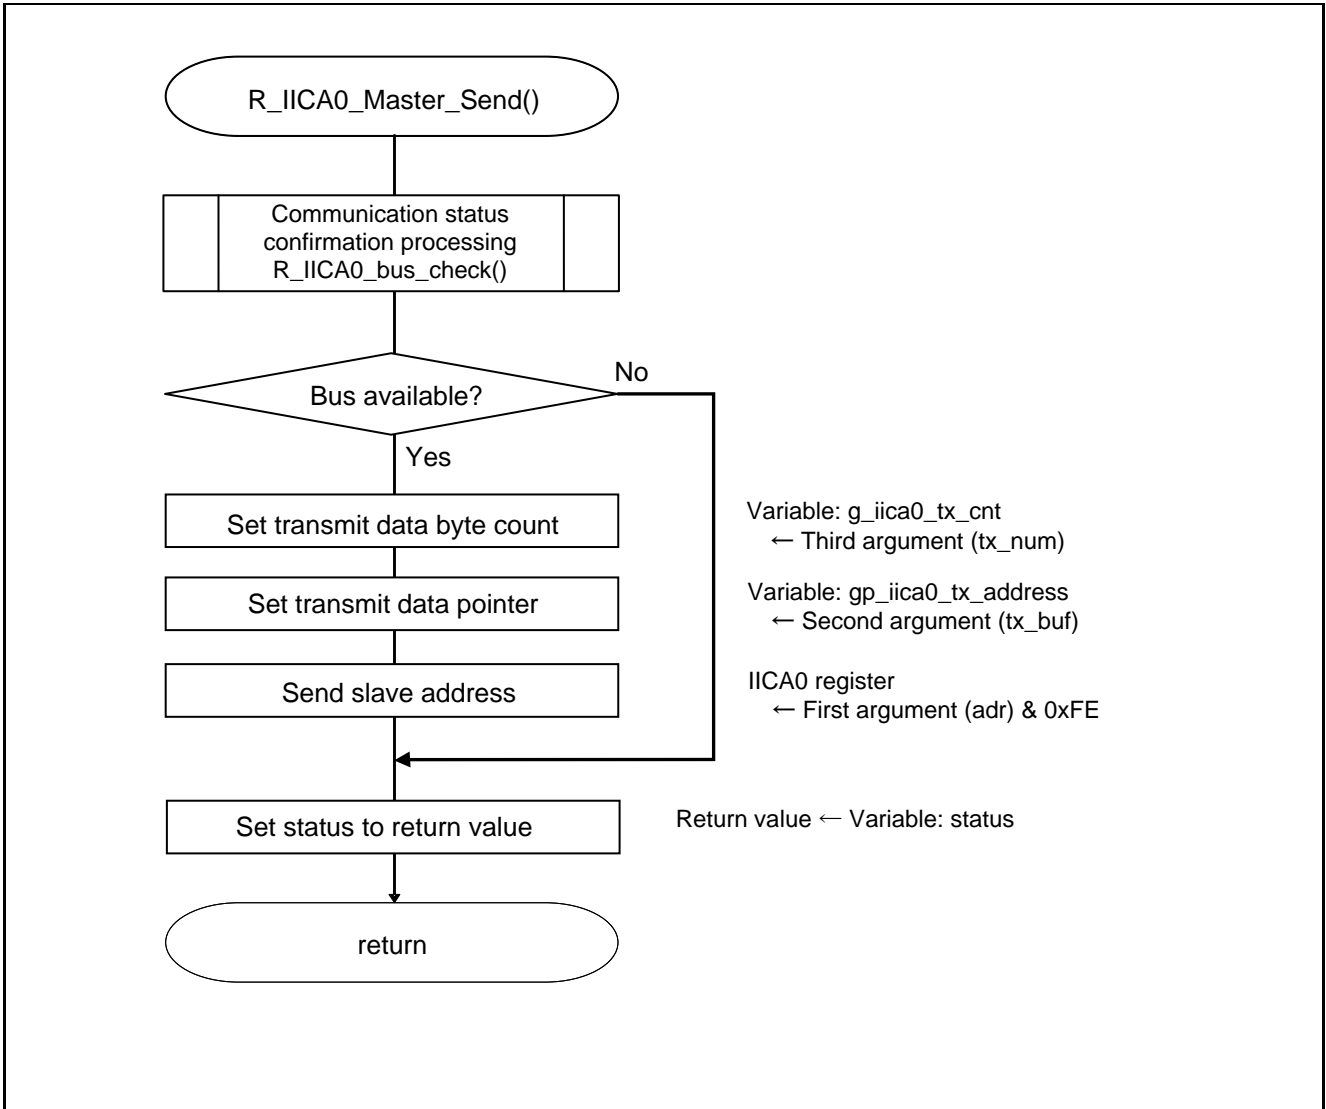 R_IICA0_Master_Send()
Communication status
confirmation processing
R_IICA0_bus_check()
Bus available?
No
Yes
Set transmit data byte count
Variable: g_iica0_tx_cnt
← Third argument (tx_num)
Set transmit data pointer
Variable: gp_iica0_tx_address
← Second argument (tx_buf)
Send slave address
IICA0 register
← First argument (adr) & 0xFE
Set status to return value
Return value ← Variable: status
return